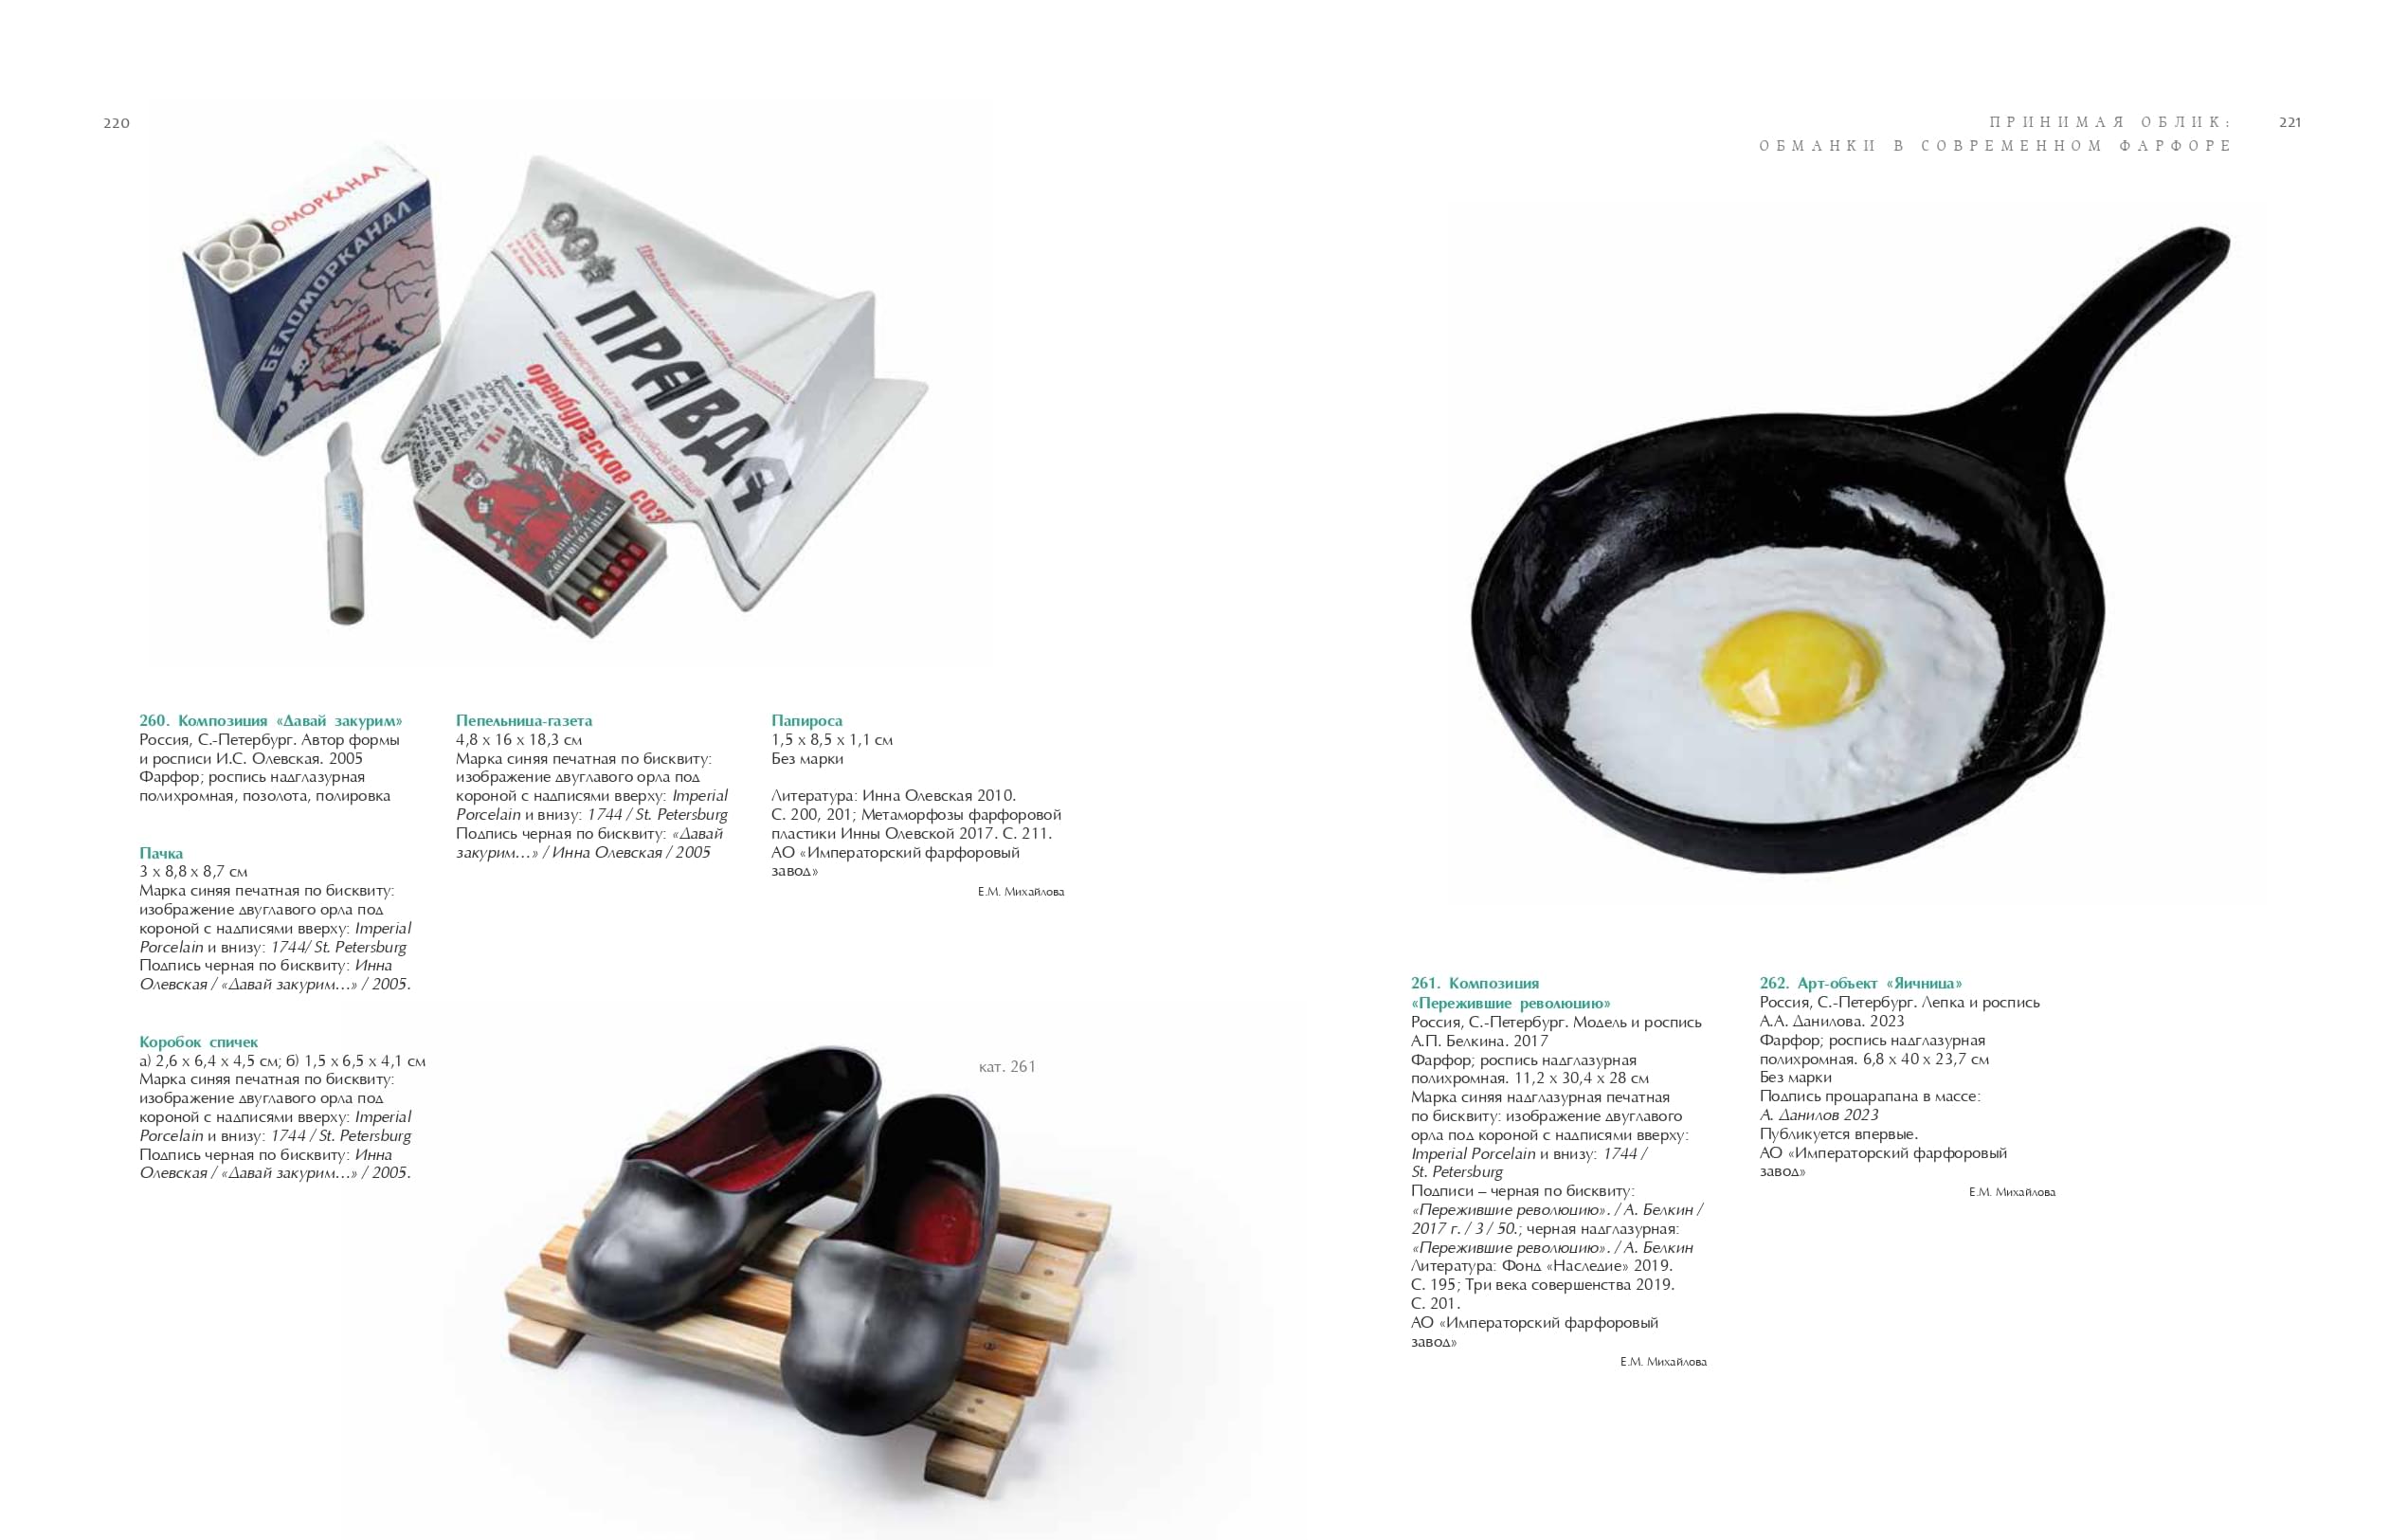 220
ОМОРКАНАЛ
БЕЛОМОРКАНАЛ
ПРАВДА
оренбургское
ТЫ
260. Композиция «Давай закурим»
Россия, С.-Петербург. Автор формы
и росписи И.С. Олевская. 2005
Фарфор; роспись надглазурная
полихромная, позолота, полировка
Пачка
3 х 8,8 х 8,7 см
Марка синяя печатная по бисквиту:
изображение двуглавого орла под
короной с надписями вверху: Imperial
Porcelain и внизу: 1744/ St. Petersburg
Подпись черная по бисквиту: Инна
Олевская / «Давай закурим…» / 2005.
Коробок спичек
а) 2,6 х 6,4 х 4,5 см; б) 1,5 х 6,5 х 4,1 см
Марка синяя печатная по бисквиту:
изображение двуглавого орла под
короной с надписями вверху: Imperial
Porcelain и внизу: 1744 / St. Petersburg
Подпись черная по бисквиту: Инна
Олевская / «Давай закурим…» / 2005.
Пепельница-газета
4,8 х 16 х 18,3 см
Марка синяя печатная по бисквиту:
изображение двуглавого орла под
короной с надписями вверху: Imperial
Porcelain и внизу: 1744 / St. Petersburg
Подпись черная по бисквиту: «Давай
закурим…» / Инна Олевская / 2005
Папироса
1,5 х 8,5 х 1,1 см
Без марки
Литература: Инна Олевская 2010.
С. 200, 201; Метаморфозы фарфоровой
пластики Инны Олевской 2017. С. 211.
АО «Императорский фарфоровый
завод»
Е.М. Михайлова
кат. 261
ПРИНИМАЯ ОБЛИК:
ОБМАНКИ В СОВРЕМЕННОМ ФАРФОРЕ
221
261. Композиция
«Пережившие революцию»
Россия, С.-Петербург. Модель и роспись
А.П. Белкина. 2017
Фарфор; роспись надглазурная
полихромная. 11,2 х 30,4 х 28 см
Марка синяя надглазурная печатная
по бисквиту: изображение двуглавого
орла под короной с надписями вверху:
Imperial Porcelain и внизу: 1744 /
St. Petersburg
Подписи – черная по бисквиту:
«Пережившие революцию». / А. Белкин /
2017 г. / 3 / 50.; черная надглазурная:
«Пережившие революцию». / А. Белкин
Литература: Фонд «Наследие» 2019.
С. 195; Три века совершенства 2019.
С. 201.
АО «Императорский фарфоровый
завод»
Е.М. Михайлова
262. Арт-объект «Яичница»
Россия, С.-Петербург. Лепка и роспись
А.А. Данилова. 2023
Фарфор; роспись надглазурная
полихромная. 6,8 х 40 х 23,7 см
Без марки
Подпись процарапана в массе:
А. Данилов 2023
Публикуется впервые.
АО «Императорский фарфоровый
завод»
Е.М. Михайлова